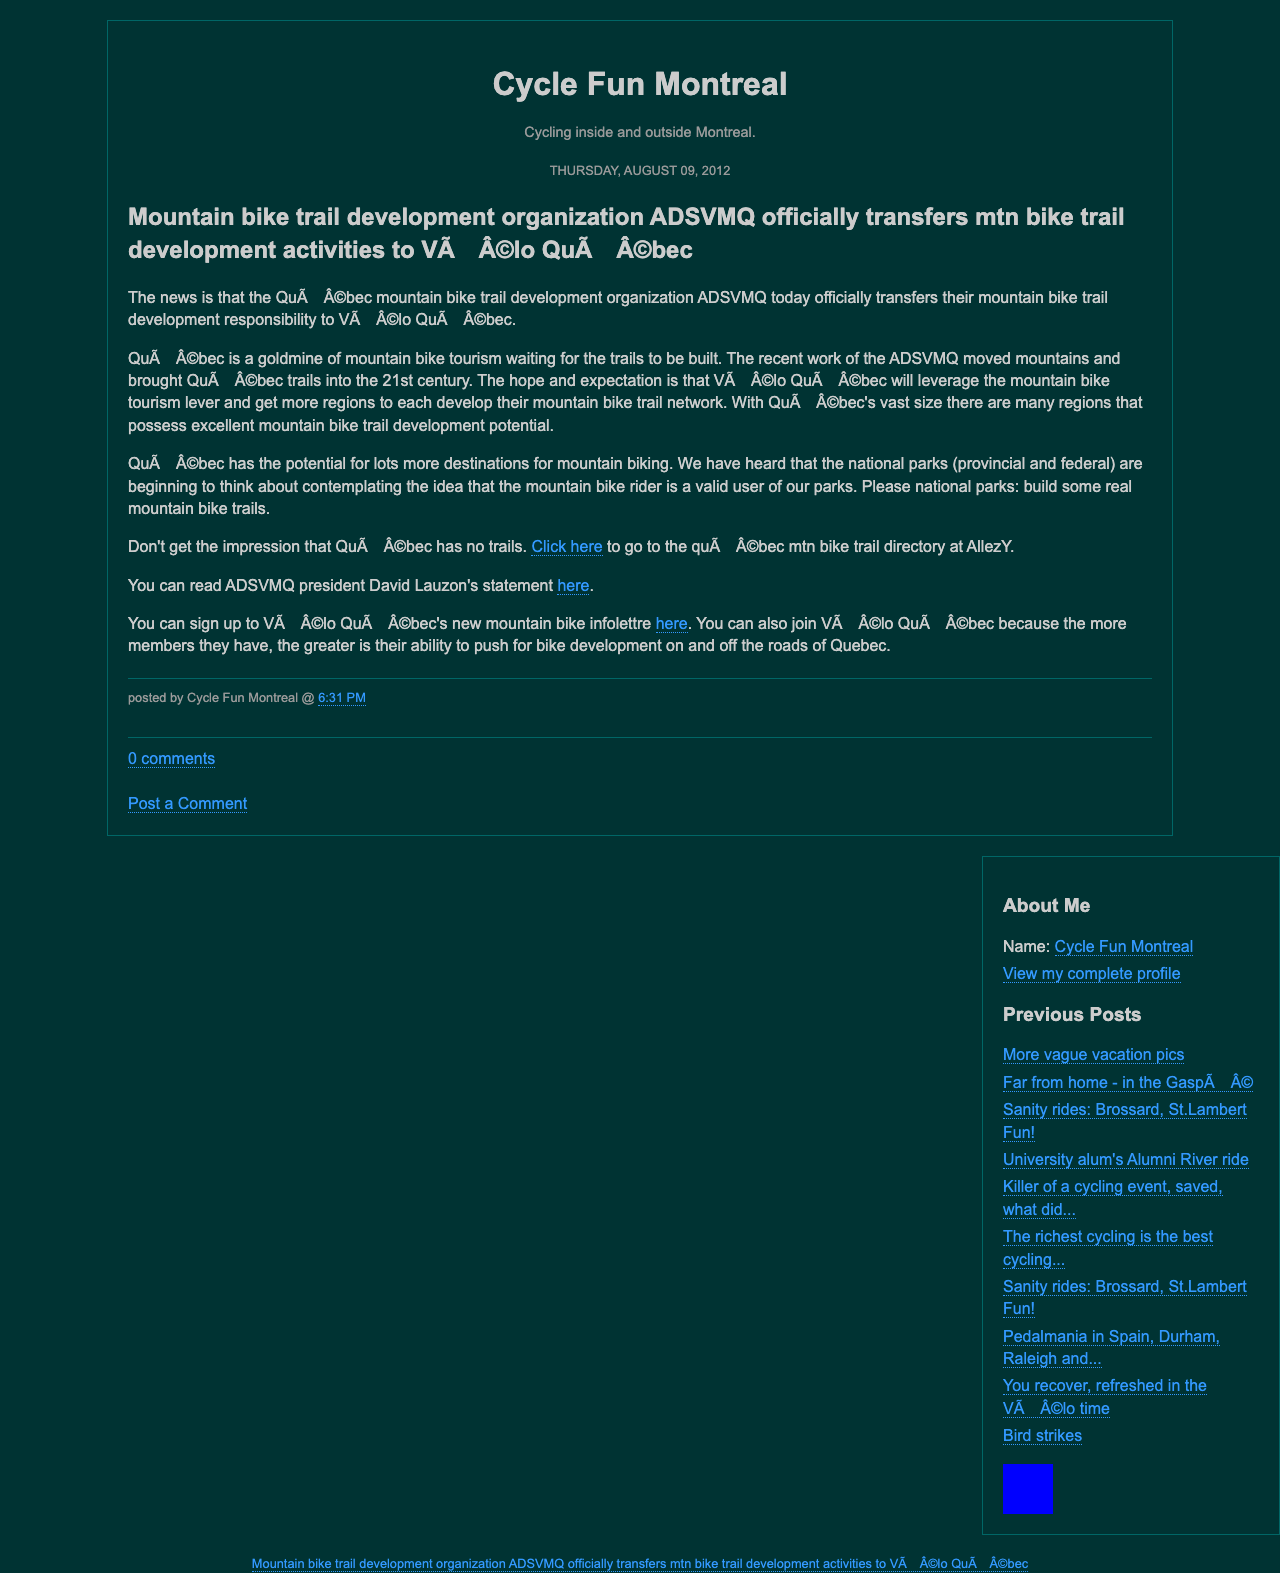 Cycle Fun Montreal
Cycling inside and outside Montreal.
THURSDAY, AUGUST 09, 2012
Mountain bike trail development organization ADSVMQ officially transfers mtn bike trail
development activities to VÃ Â©lo QuÃ Â©bec
The news is that the QuÃ Â©bec mountain bike trail development organization ADSVMQ today officially transfers their mountain bike trail
development responsibility to VÃ Â©lo QuÃ Â©bec.
QuÃ Â©bec is a goldmine of mountain bike tourism waiting for the trails to be built. The recent work of the ADSVMQ moved mountains and
brought QuÃ Â©bec trails into the 21st century. The hope and expectation is that VÃ Â©lo QuÃ Â©bec will leverage the mountain bike
tourism lever and get more regions to each develop their mountain bike trail network. With QuÃ Â©bec's vast size there are many regions that
possess excellent mountain bike trail development potential.
QuÃ Â©bec has the potential for lots more destinations for mountain biking. We have heard that the national parks (provincial and federal) are
beginning to think about contemplating the idea that the mountain bike rider is a valid user of our parks. Please national parks: build some real
mountain bike trails.
Don't get the impression that QuÃ Â©bec has no trails. Click here to go to the quÃ Â©bec mtn bike trail directory at AllezY.
You can read ADSVMQ president David Lauzon's statement here.
You can sign up to VÃ Â©lo QuÃ Â©bec's new mountain bike infolettre here. You can also join VÃ Â©lo QuÃ Â©bec because the more
members they have, the greater is their ability to push for bike development on and off the roads of Quebec.
posted by Cycle Fun Montreal @ 6:31 PM
0 comments
Post a Comment
About Me
Name: Cycle Fun Montreal
View my complete profile
Previous Posts
More vague vacation pics
Far from home - in the GaspÃ Â©
Sanity rides: Brossard, St.Lambert
Fun!
University alum's Alumni River ride
Killer of a cycling event, saved,
what did...
The richest cycling is the best
cycling...
Sanity rides: Brossard, St.Lambert
Fun!
Pedalmania in Spain, Durham,
Raleigh and...
You recover, refreshed in the
VÃ Â©lo time
Bird strikes
Mountain bike trail development organization ADSVMQ officially transfers mtn bike trail development activities to VÃ Â©lo QuÃ Â©bec